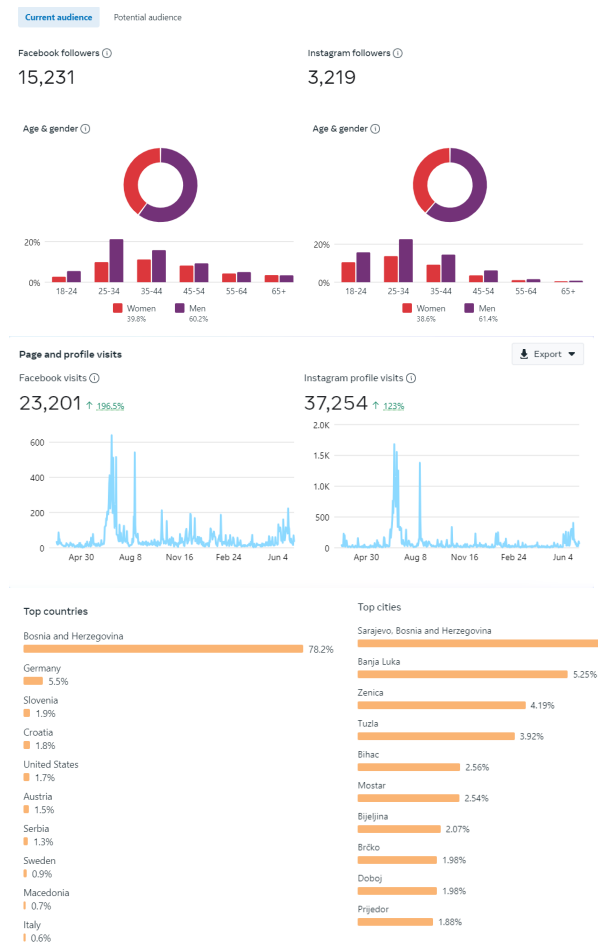 Current audience
Potential audience
Facebook followers
15,231
Instagram followers
3,219
Age & gender
20%
0%
18-24 25-34 35-44 45-54 55-64 65+
Women Men
39.8% 60.2%
Age & gender
20%
0%
18-24 25-34 35-44 45-54 55-64 65+
Women Men
38.6% 61.4%
Page and profile visits
Export
Facebook visits
23,201 ↑ 196.5%
600
400
200
0
Apr 30 Aug 8 Nov 16 Feb 24 Jun 4
Instagram profile visits
37,254 ↑ 123%
2.0K
1.5K
1.0K
500
0
Apr 30 Aug 8 Nov 16 Feb 24 Jun 4
Top countries
Bosnia and Herzegovina
78.2%
Germany
5.5%
Slovenia
1.9%
Croatia
1.8%
United States
1.7%
Austria
1.5%
Serbia
1.3%
Sweden
0.9%
Macedonia
0.7%
Italy
0.6%
Top cities
Sarajevo, Bosnia and Herzegovina
Banja Luka
5.25%
Zenica
4.19%
Tuzla
3.92%
Bihac
2.56%
Mostar
2.54%
Bijeljina
2.07%
Brčko
1.98%
Doboj
1.98%
Prijedor
1.88%